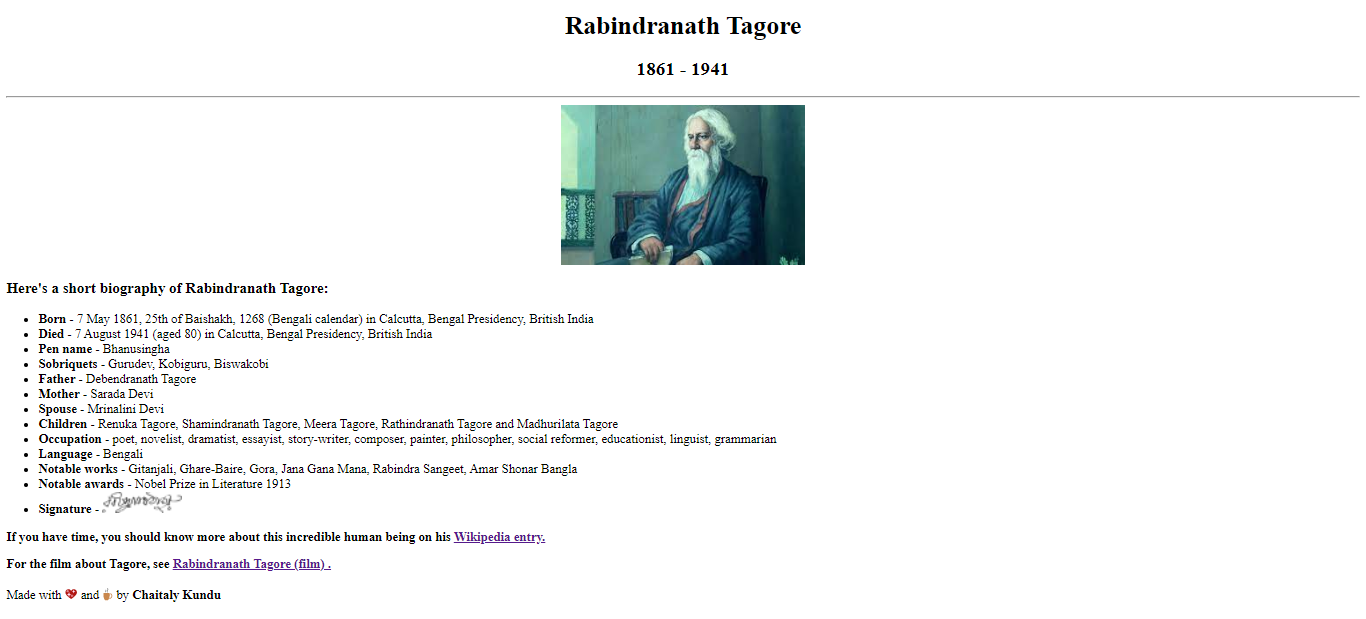 Rabindranath Tagore
1861 - 1941
Here's a short biography of Rabindranath Tagore:
Born - 7 May 1861, 25th of Baishakh, 1268 (Bengali calendar) in Calcutta, Bengal Presidency, British India
Died - 7 August 1941 (aged 80) in Calcutta, Bengal Presidency, British India
Pen name - Bhanusingha
Sobriquets - Gurudev, Kobiguru, Biswakobi
Father - Debendranath Tagore
Mother - Sarada Devi
Spouse - Mrinalini Devi
Children - Renuka Tagore, Shamindranath Tagore, Meera Tagore, Rathindranath Tagore and Madhurilata Tagore
Occupation - poet, novelist, dramatist, essayist, story-writer, composer, painter, philosopher, social reformer, educationist, linguist, grammarian
Language - Bengali
Notable works - Gitanjali, Ghare-Baire, Gora, Jana Gana Mana, Rabindra Sangeet, Amar Shonar Bangla
Notable awards - Nobel Prize in Literature 1913
Signature -
If you have time, you should know more about this incredible human being on his Wikipedia entry.
For the film about Tagore, see Rabindranath Tagore (film) .
Made with 💖 and ☕ by Chaitaly Kundu